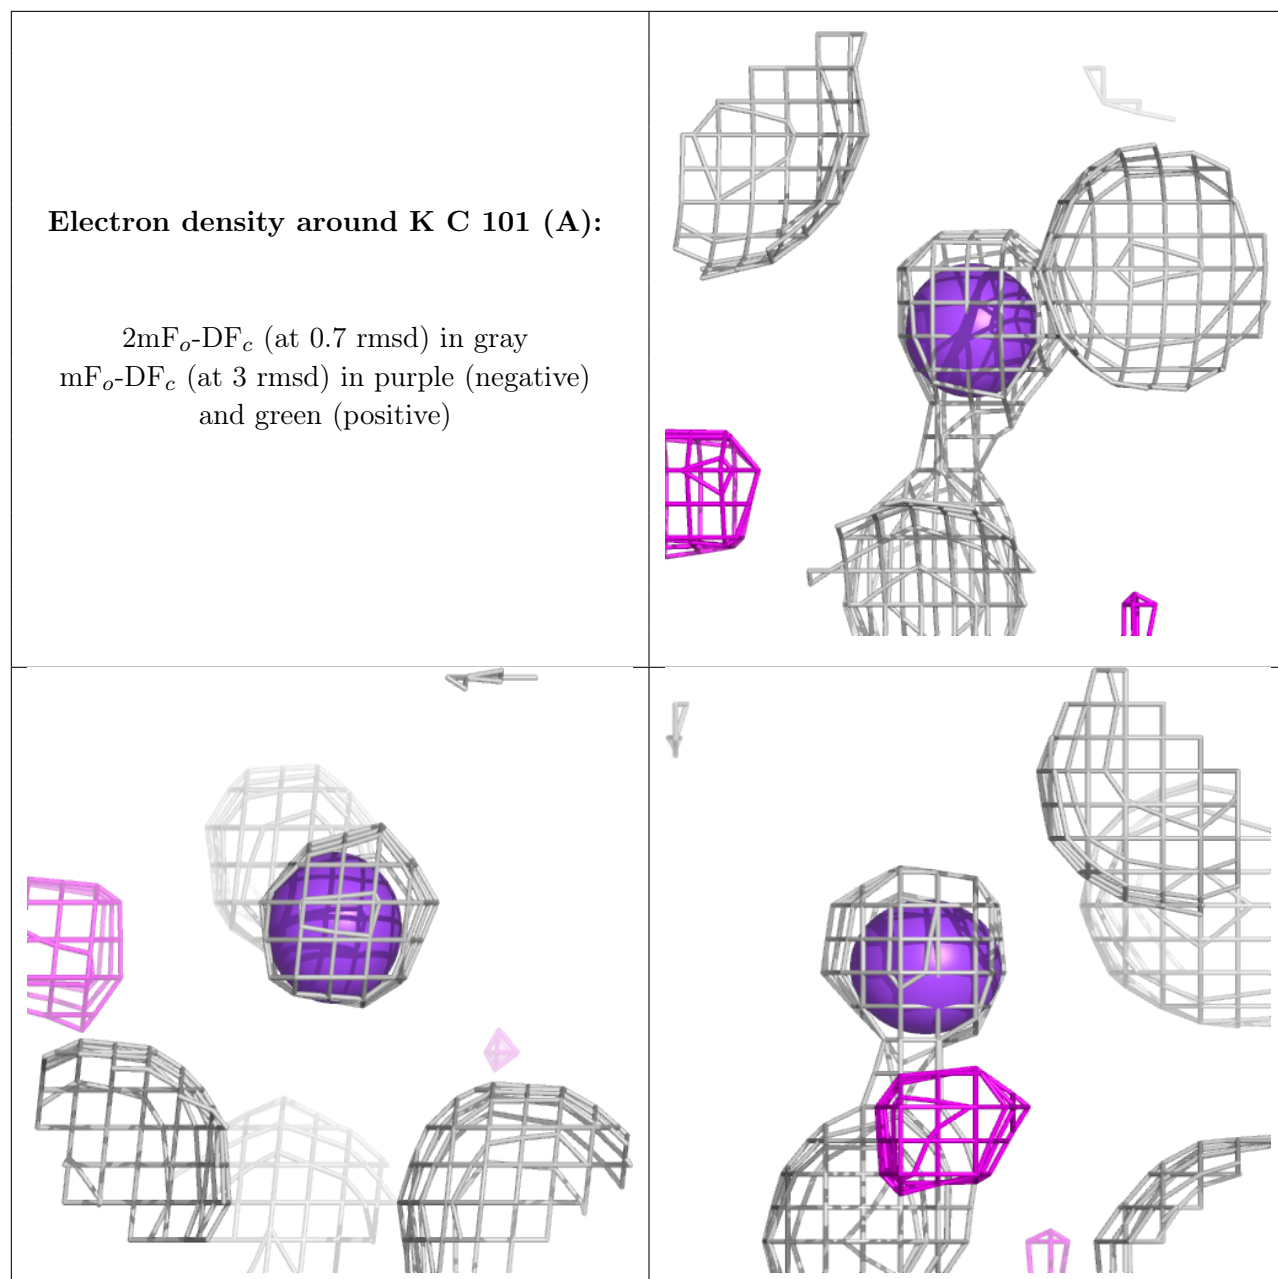 Electron density around K C 101 (A):
2mFo-DFc (at 0.7 rmsd) in gray
mFo-DFc (at 3 rmsd) in purple (negative)
and green (positive)